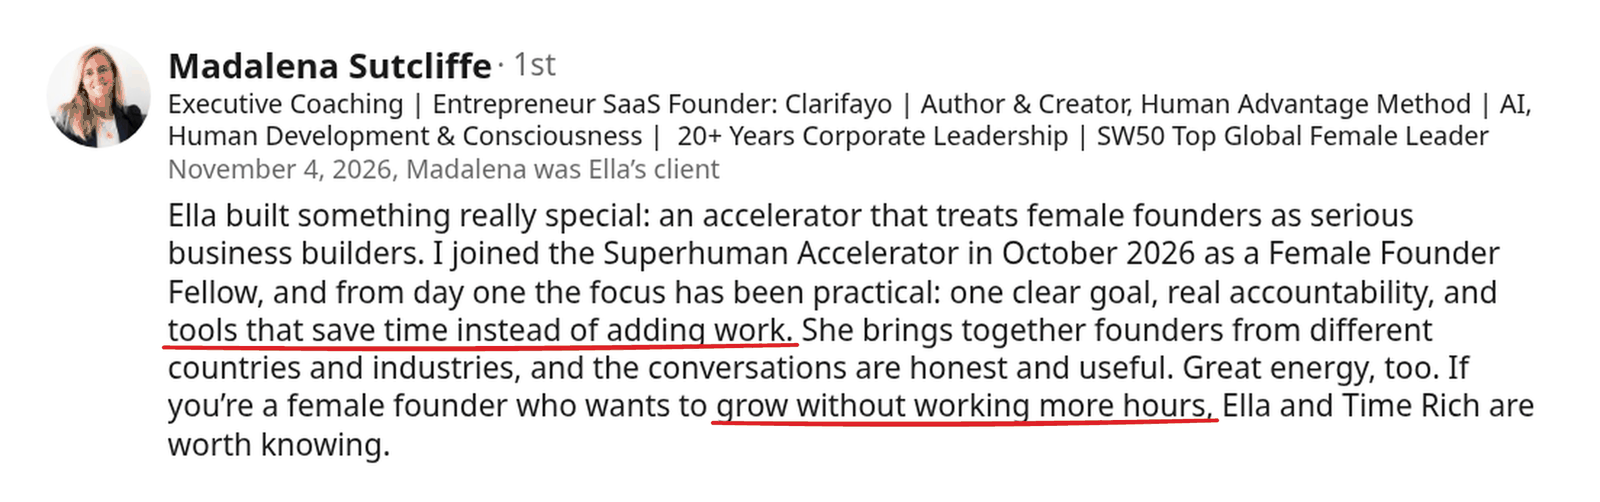 Madalena Sutcliffe · 1st
Executive Coaching | Entrepreneur SaaS Founder: Clarifayo | Author & Creator, Human Advantage Method | AI,
Human Development & Consciousness | 20+ Years Corporate Leadership | SW50 Top Global Female Leader
November 4, 2026, Madalena was Ella’s client
Ella built something really special: an accelerator that treats female founders as serious
business builders. I joined the Superhuman Accelerator in October 2026 as a Female Founder
Fellow, and from day one the focus has been practical: one clear goal, real accountability, and
tools that save time instead of adding work. She brings together founders from different
countries and industries, and the conversations are honest and useful. Great energy, too. If
you’re a female founder who wants to grow without working more hours, Ella and Time Rich are
worth knowing.